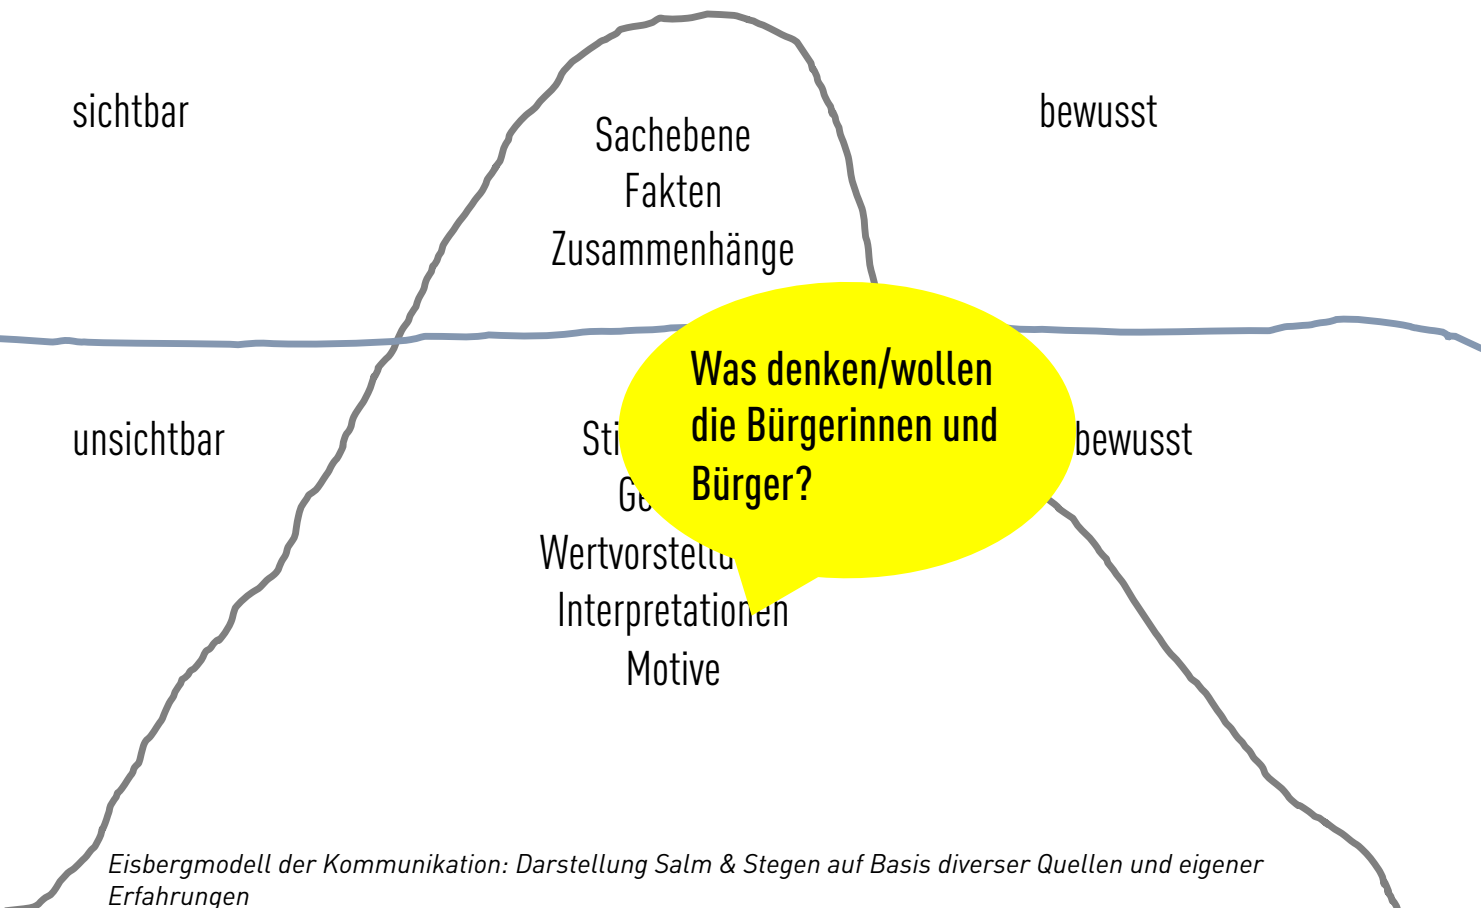 sichtbar
bewusst
Sachebene
Fakten
Zusammenhänge
Was denken/wollen
die Bürgerinnen und
Bürger?
unsichtbar
bewusst
Interpretationen
Motive
Eisbergmodell der Kommunikation: Darstellung Salm & Stegen auf Basis diverser Quellen und eigener
Erfahrungen